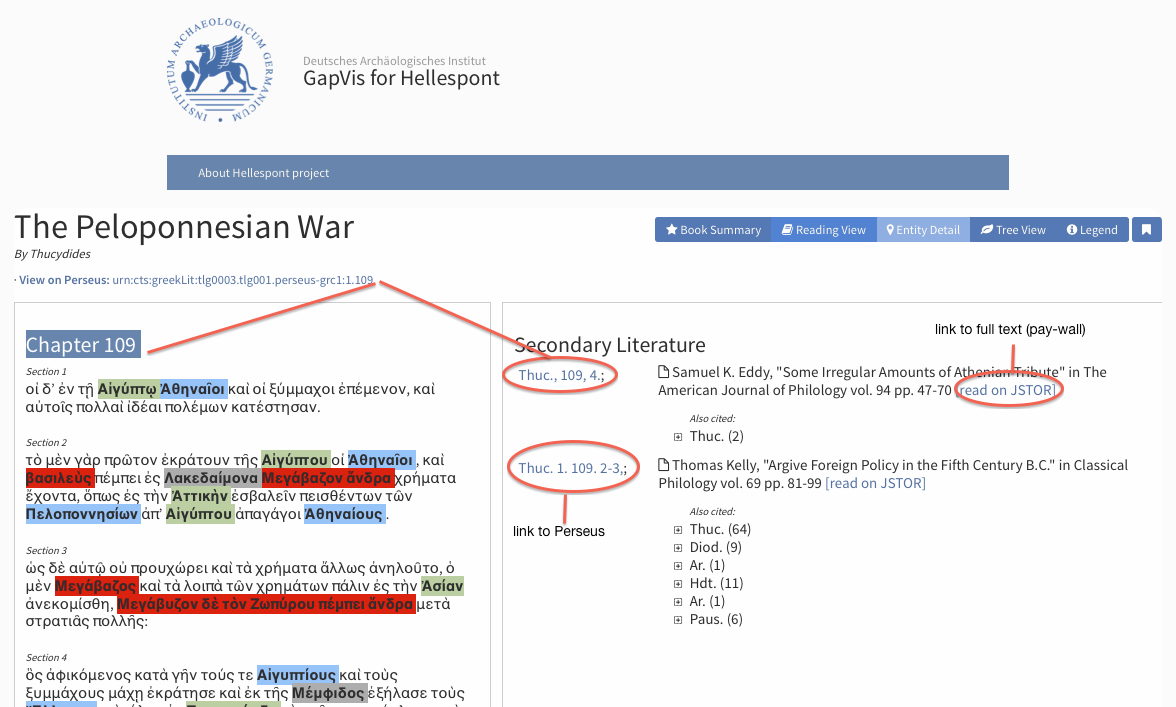 INSTITUTUM ARCHAEOLOGICUM GERMANICUM
Deutsches Archäologisches Institut
GapVis for Hellespont
About Hellespont project
The Peloponnesian War
By Thucydides
Book Summary Reading View Entity Detail Tree View Legend
· View on Perseus: urn:cts:greekLit:tlg0003.tlg001.perseus-grc1:1.109
Chapter 109
Section 1
οἱ δ’ ἐν τῇ Αἰγύπτῳ Ἀθηναῖοι καὶ οἱ ξύμμαχοι ἐπέμενον, καὶ
αὐτοῖς πολλαὶ ἰδέαι πολέμων κατέστησαν.
Section 2
τὸ μὲν γὰρ πρῶτον ἐκράτουν τῆς Αἰγύπτου οἱ Ἀθηναῖοι , καὶ
βασιλεὺς πέμπει ἐς Λακεδαίμονα Μεγάβαζον ἄνδρα χρήματα
ἔχοντα, ὅπως ἐς τὴν Ἀττικὴν ἐσβαλεῖν πεισθέντων τῶν
Πελοποννησίων ἀπ’ Αἰγύπτου ἀπαγάγοι Ἀθηναίους .
Section 3
ὡς δὲ αὐτῷ οὐ προυχώρει καὶ τὰ χρήματα ἄλλως ἀνηλοῦτο, ὁ
μὲν Μεγάβαζος καὶ τὰ λοιπὰ τῶν χρημάτων πάλιν ἐς τὴν Ἀσίαν
ἀνεκομίσθη, Μεγάβυζον δὲ τὸν Ζωπύρου πέμπει ἄνδρα μετὰ
στρατιᾶς πολλῆς:
Section 4
ὃς ἀφικόμενος κατὰ γῆν τούς τε Αἰγυπτίους καὶ τοὺς
ξυμμάχους μάχῃ ἐκράτησε καὶ ἐκ τῆς Μέμφιδος ἐξήλασε τοὺς
link to full text (pay-wall)
Secondary Literature
Thuc., 109, 4.;
Samuel K. Eddy, "Some Irregular Amounts of Athenian Tribute" in The
American Journal of Philology vol. 94 pp. 47-70 [read on JSTOR]
Also cited:
Thuc. (2)
Thuc. 1. 109. 2-3,;
Thomas Kelly, "Argive Foreign Policy in the Fifth Century B.C." in Classical
Philology vol. 69 pp. 81-99 [read on JSTOR]
link to Perseus
Also cited:
Thuc. (64)
Diod. (9)
Ar. (1)
Hdt. (11)
Ar. (1)
Paus. (6)